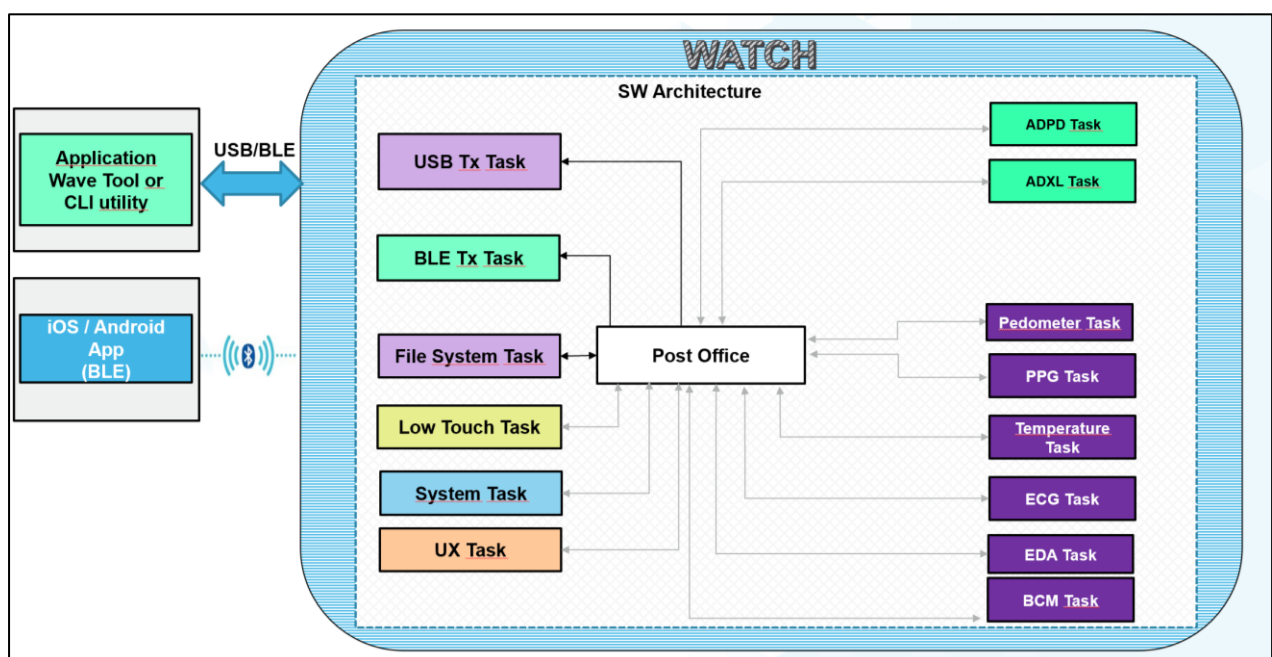 WATCH
SW Architecture
Application
Wave Tool or
CLI utility
USB/BLE
iOS / Android
App
(BLE)
USB Tx Task
BLE Tx Task
File System Task
Low Touch Task
System Task
UX Task
Post Office
ADPD Task
ADXL Task
Pedometer Task
PPG Task
Temperature
Task
ECG Task
EDA Task
BCM Task